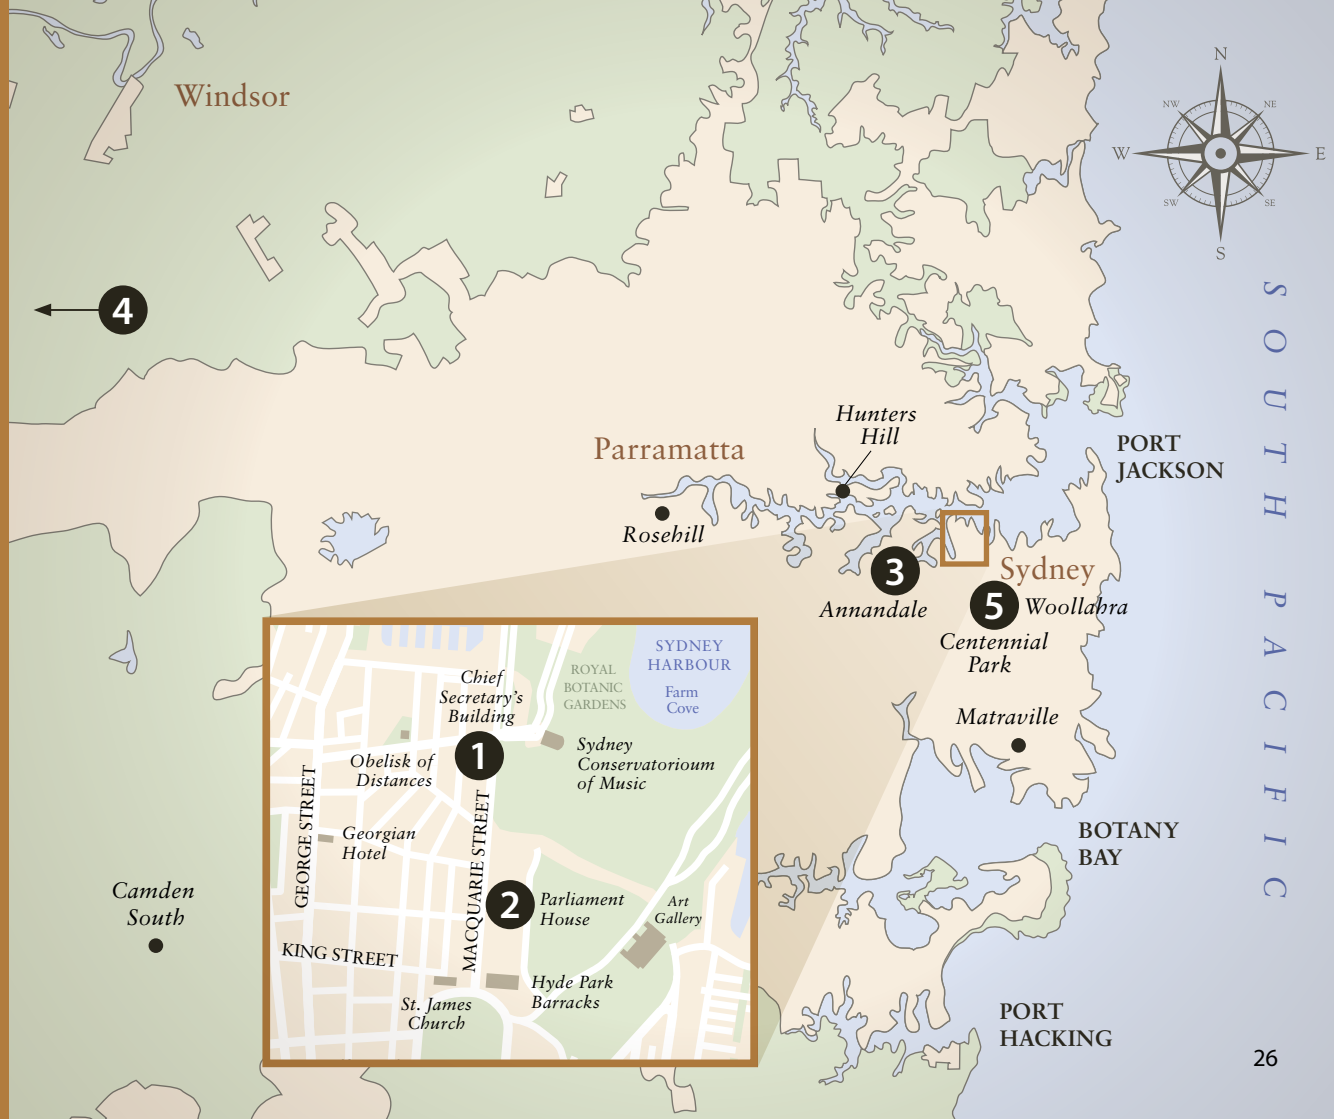 Windsor
N
NW
NE
W
E
SW
SE
S
4
SOUTH PACIFIC
Hunters
Hill
Parramatta
PORT
JACKSON
Rosehill
3
Sydney
Annandale
5
Woollahra
Centennial
Park
Matraville
SYDNEY
HARBOUR
Farm
Cove
ROYAL
BOTANIC
GARDENS
Chief
Secretary's
Building
1
Sydney
Conservatorioum
of Music
Obelisk of
Distances
GEORGE STREET
MACQUARIE STREET
Georgian
Hotel
2
Parliament
House
Art
Gallery
KING STREET
Hyde Park
Barracks
St. James
Church
BOTANY
BAY
Camden
South
PORT
HACKING
26